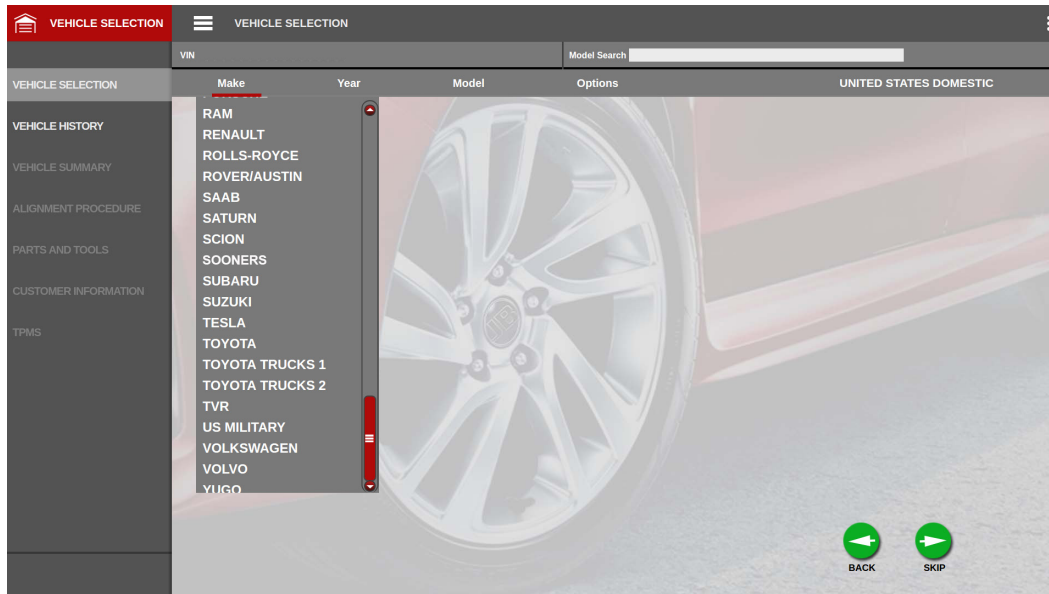 VEHICLE SELECTION
VEHICLE SELECTION
VIN
Model Search
VEHICLE SELECTION
VEHICLE HISTORY
VEHICLE SUMMARY
ALIGNMENT PROCEDURE
PARTS AND TOOLS
CUSTOMER INFORMATION
TPMS
Make Year Model Options UNITED STATES DOMESTIC
RAM
RENAULT
ROLLS-ROYCE
ROVER/AUSTIN
SAAB
SATURN
SCION
SOONERS
SUBARU
SUZUKI
TESLA
TOYOTA
TOYOTA TRUCKS 1
TOYOTA TRUCKS 2
TVR
US MILITARY
VOLKSWAGEN
VOLVO
YUGO
BACK
SKIP